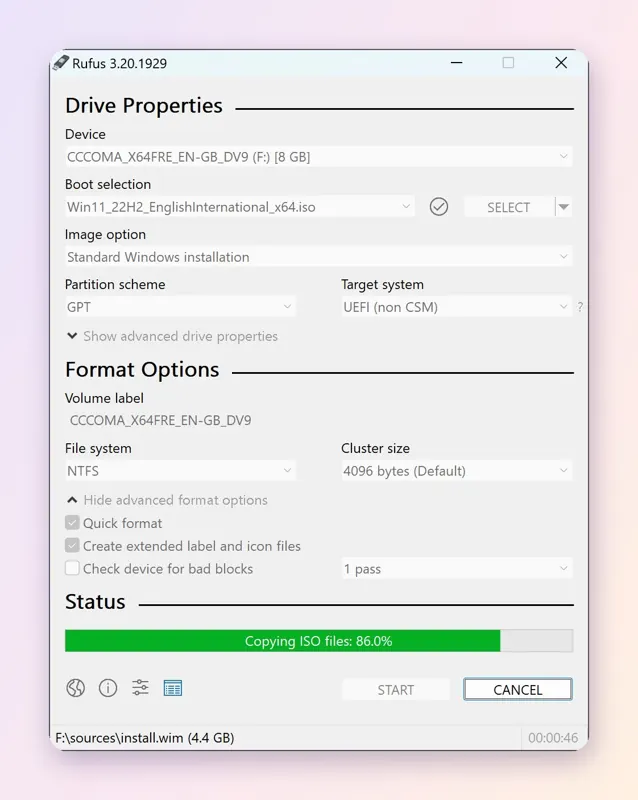 Rufus 3.20.1929
Drive Properties
Device
CCCOMA_X64FRE_EN-GB_DV9 (F:) [8 GB]
Boot selection
Win11_22H2_EnglishInternational_x64.iso
SELECT
Image option
Standard Windows installation
Partition scheme
Target system
GPT
UEFI (non CSM)
?
Show advanced drive properties
Format Options
Volume label
CCCOMA_X64FRE_EN-GB_DV9
File system
Cluster size
NTFS
4096 bytes (Default)
Hide advanced format options
Quick format
Create extended label and icon files
Check device for bad blocks
1 pass
Status
Copying ISO files: 86.0%
START
CANCEL
F:\sources\install.wim (4.4 GB)
00:00:46